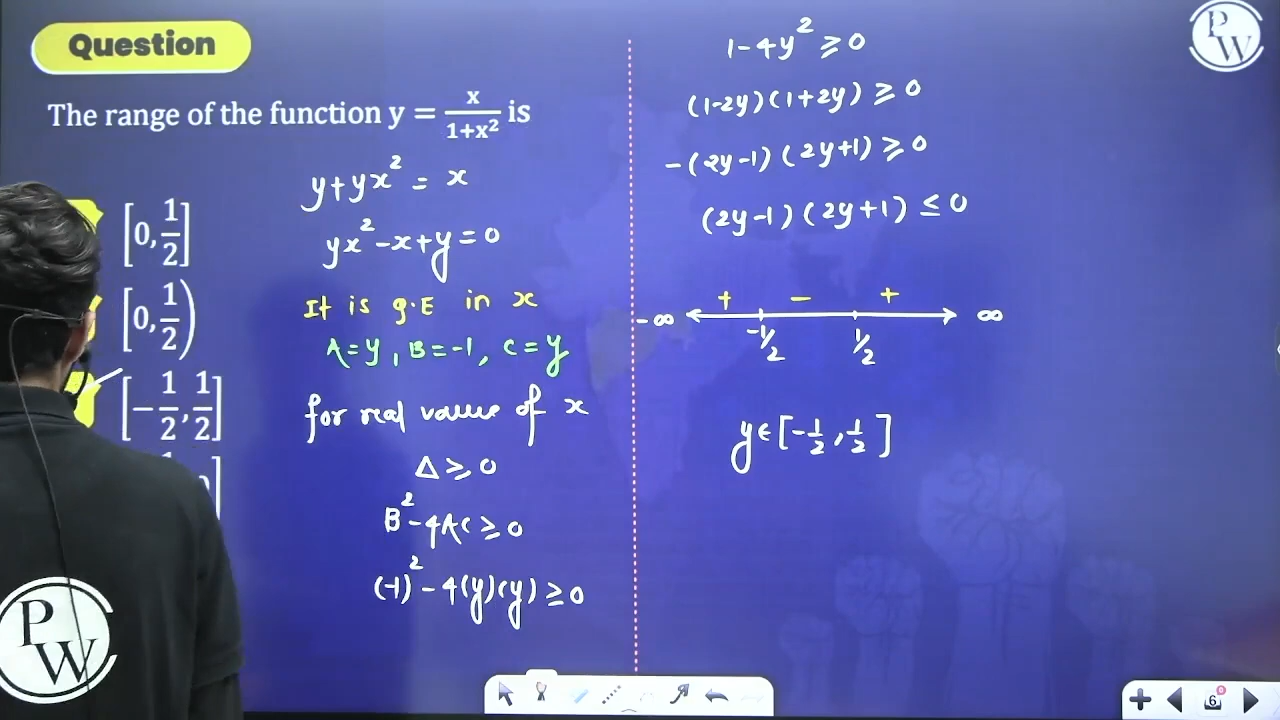 Question
The range of the function y = x/(1+x²) is
[0, 1/2]
[0, 1/2)
[-1/2, 1/2]
y+yx² = x
yx²-x+y=0
It is q.E in x
A=y, B=-1, C=y
for real value of x
Δ ≥ 0
B²-4AC ≥ 0
(-1)²-4(y)(y) ≥ 0
1-4y² ≥ 0
(1-2y)(1+2y) ≥ 0
-(2y-1)(2y+1) ≥ 0
(2y-1)(2y+1) ≤ 0
+ - +
-∞ -1/2 1/2 ∞
y∈[-1/2, 1/2]
PW
PW
6